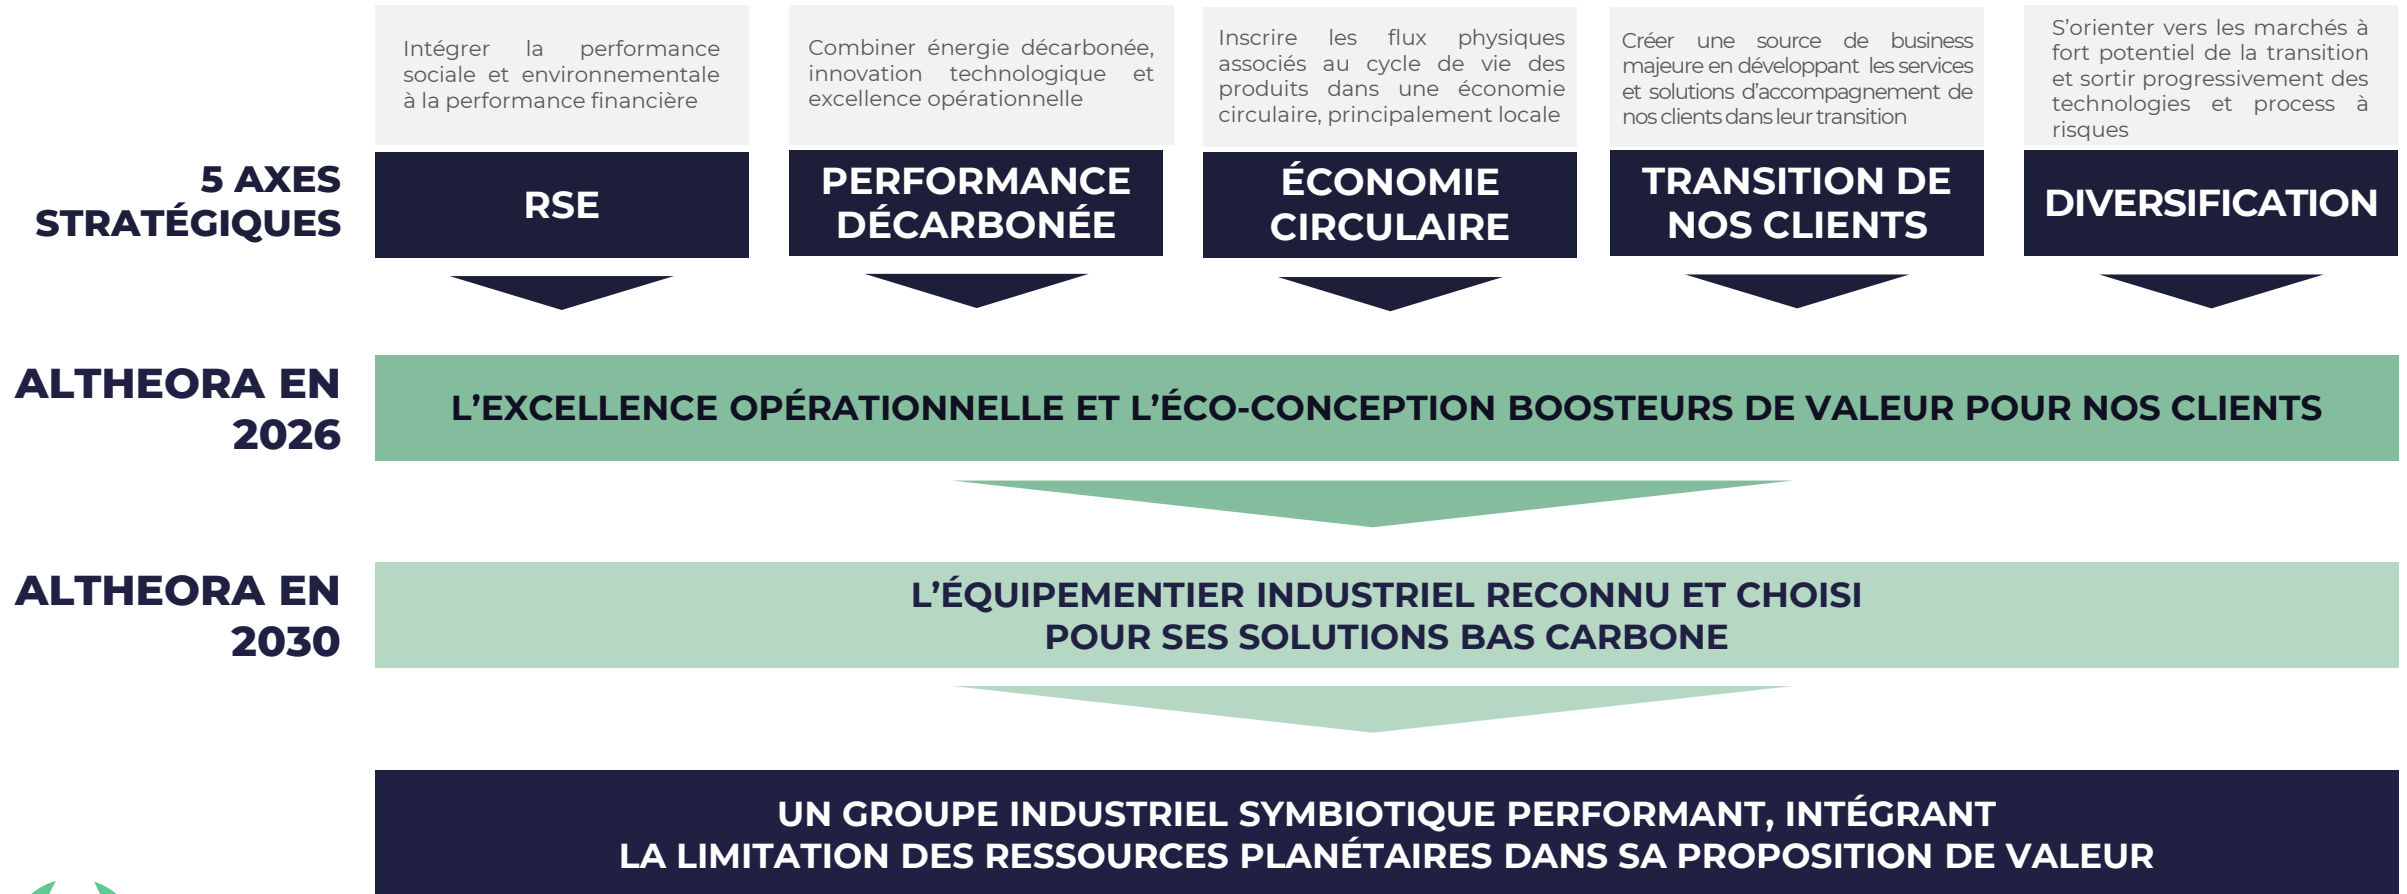 Intégrer la performance
sociale et environnementale
à la performance financière
Combiner énergie décarbonée,
innovation technologique et
excellence opérationnelle
Inscrire les flux physiques
associés au cycle de vie des
produits dans une économie
circulaire, principalement locale
Créer une source de business
majeure en développant les services
et solutions d’accompagnement de
nos clients dans leur transition
S’orienter vers les marchés à
fort potentiel de la transition
et sortir progressivement des
technologies et process à
risques
5 AXES
STRATÉGIQUES
RSE
PERFORMANCE
DÉCARBONÉE
ÉCONOMIE
CIRCULAIRE
TRANSITION DE
NOS CLIENTS
DIVERSIFICATION
ALTHEORA EN
2026
L’EXCELLENCE OPÉRATIONNELLE ET L’ÉCO-CONCEPTION BOOSTEURS DE VALEUR POUR NOS CLIENTS
ALTHEORA EN
2030
L’ÉQUIPEMENTIER INDUSTRIEL RECONNU ET CHOISI
POUR SES SOLUTIONS BAS CARBONE
UN GROUPE INDUSTRIEL SYMBIOTIQUE PERFORMANT, INTÉGRANT
LA LIMITATION DES RESSOURCES PLANÉTAIRES DANS SA PROPOSITION DE VALEUR